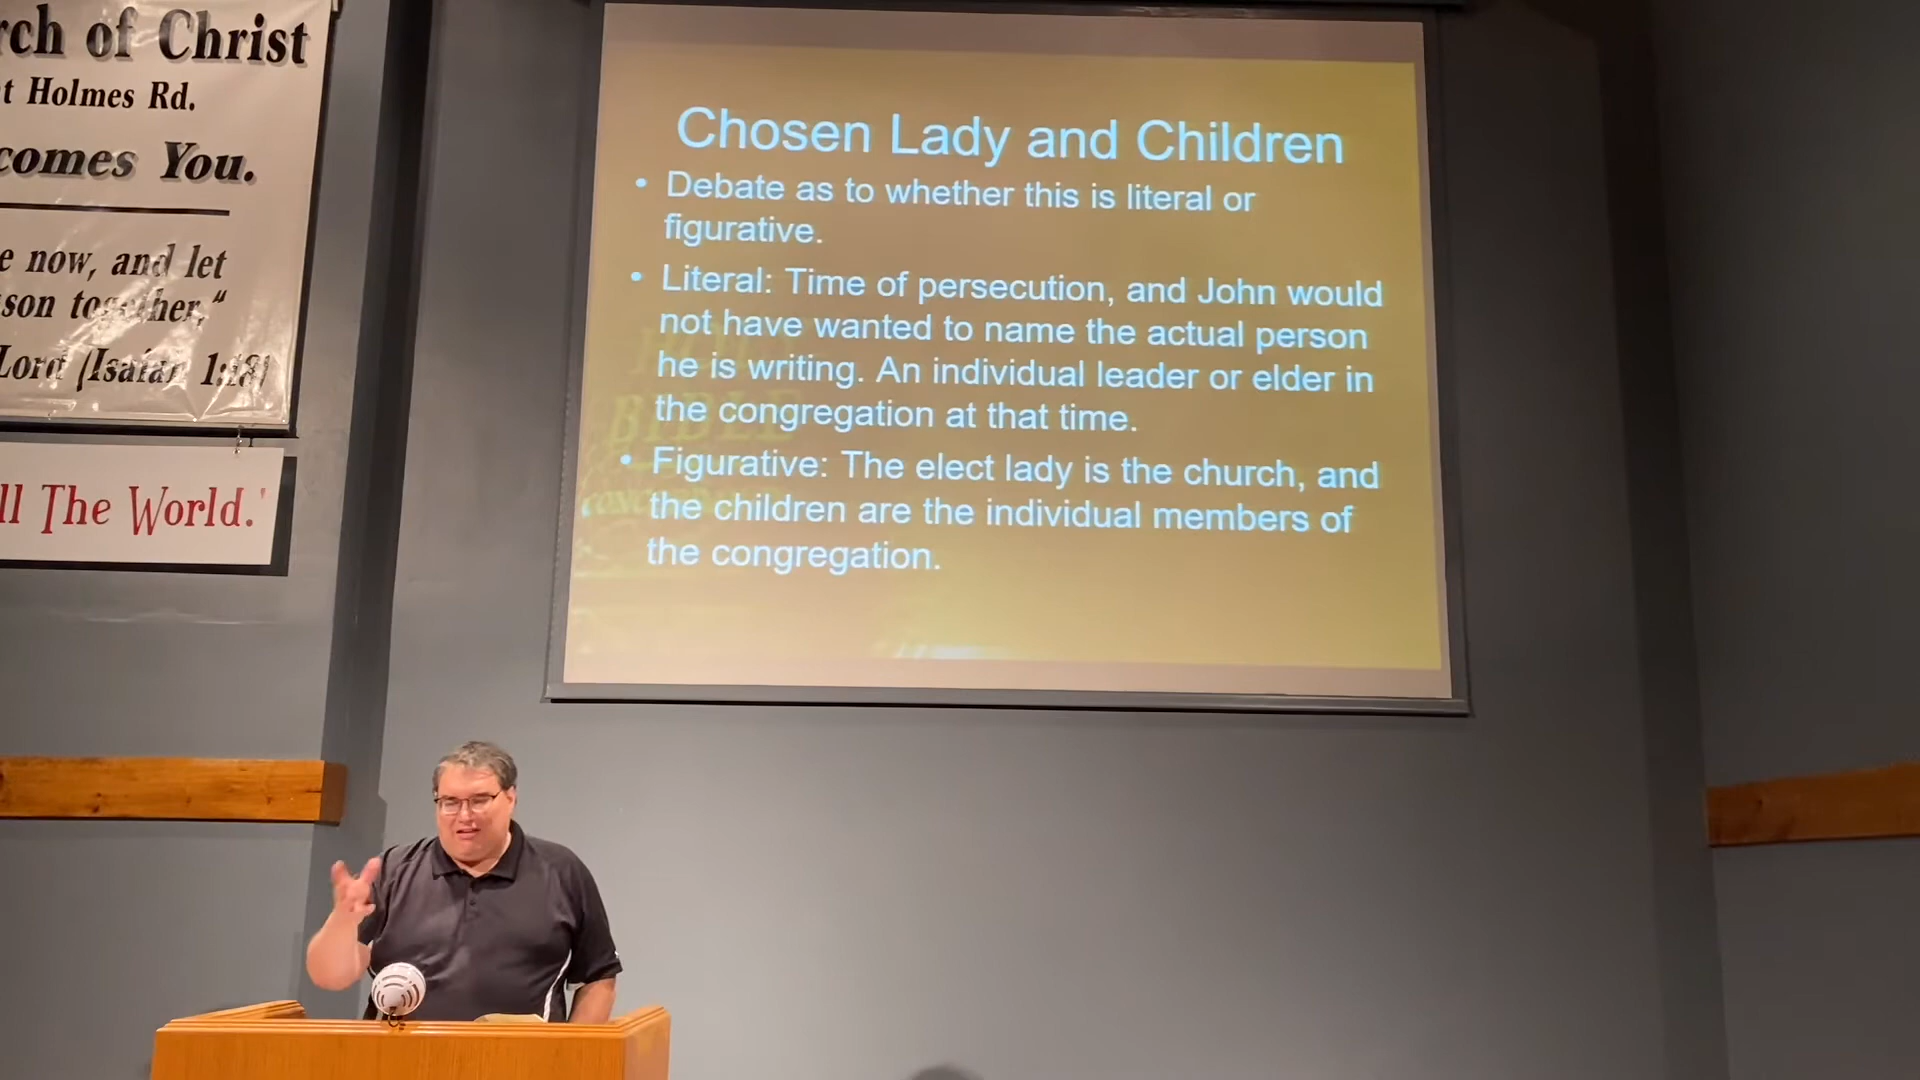 rch of Christ
t Holmes Rd.
comes You.
e now, and let
son together,"
Lord (Isaiah 1:18)
ll The World.'
Chosen Lady and Children
• Debate as to whether this is literal or
figurative.
• Literal: Time of persecution, and John would
not have wanted to name the actual person
he is writing. An individual leader or elder in
the congregation at that time.
• Figurative: The elect lady is the church, and
the children are the individual members of
the congregation.
HOLY
BIBLE